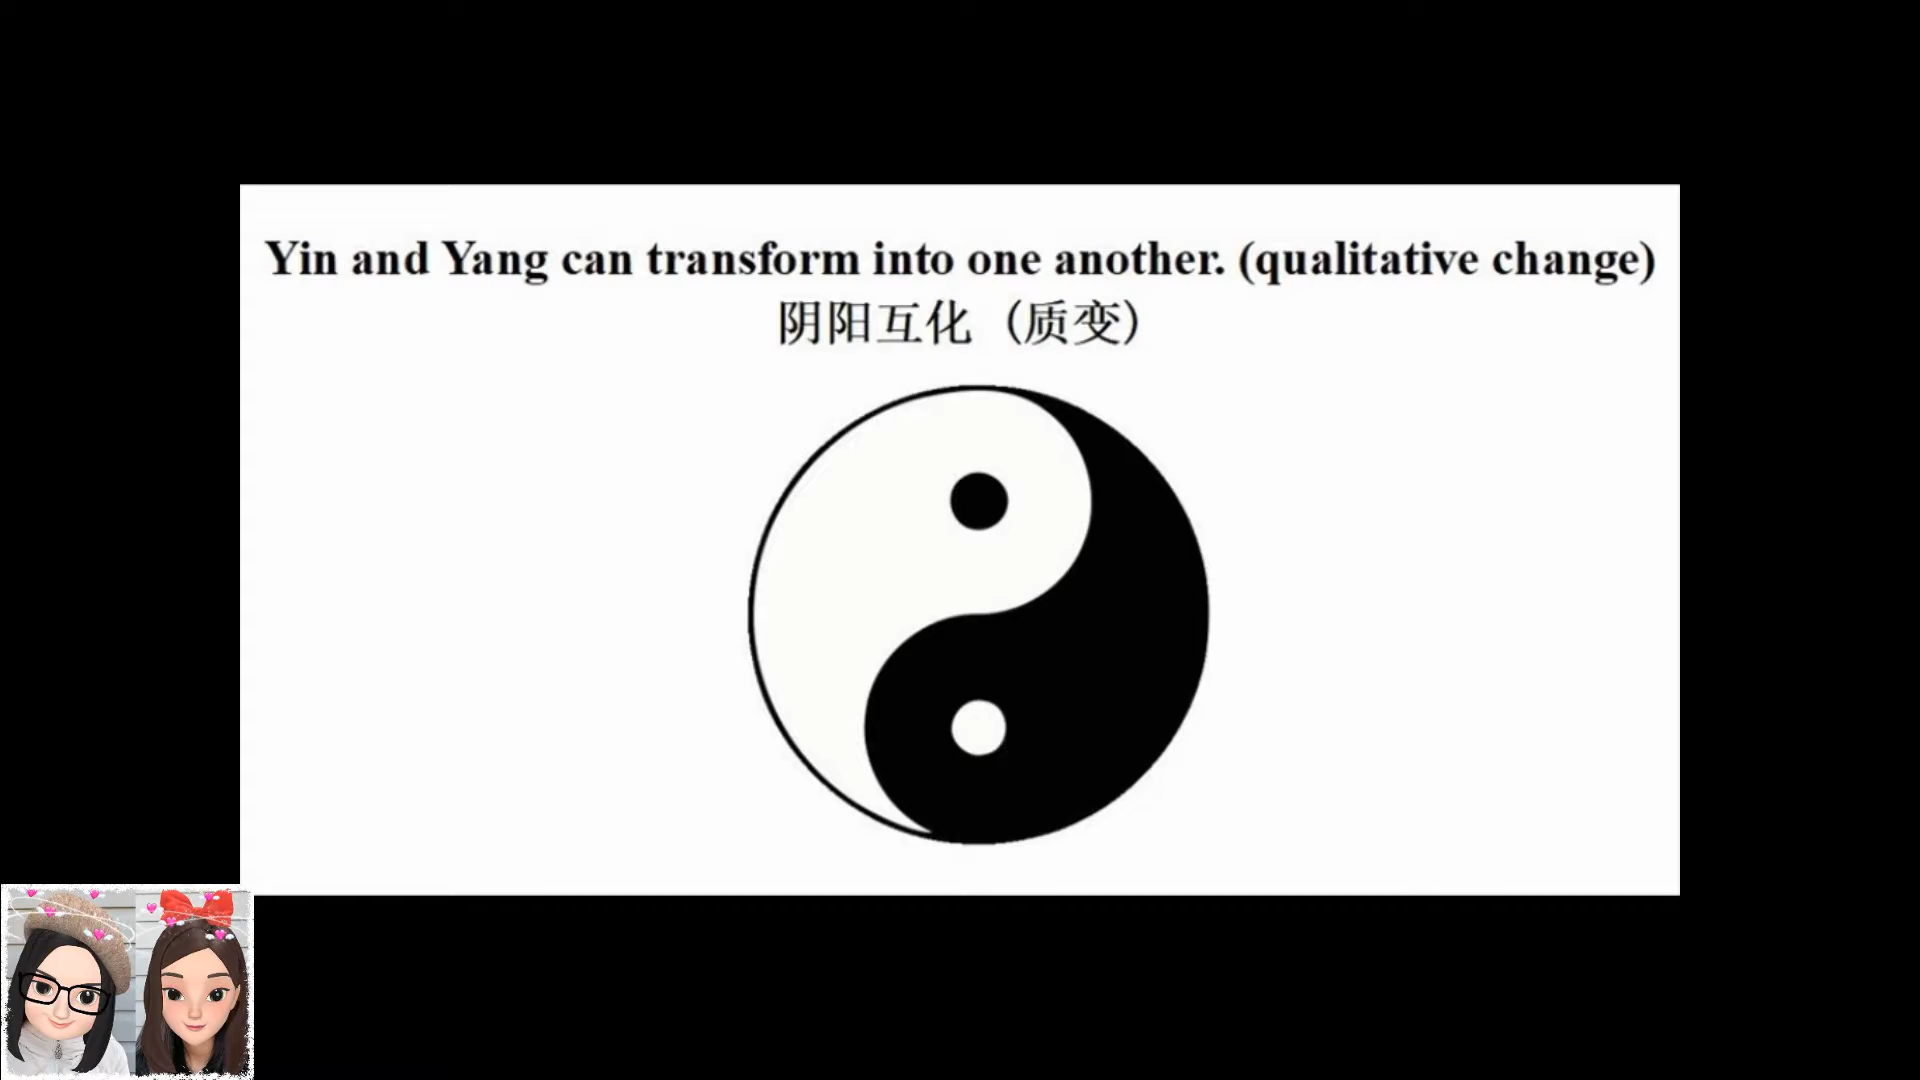 Yin and Yang can transform into one another. (qualitative change)
阴阳互化（质变）